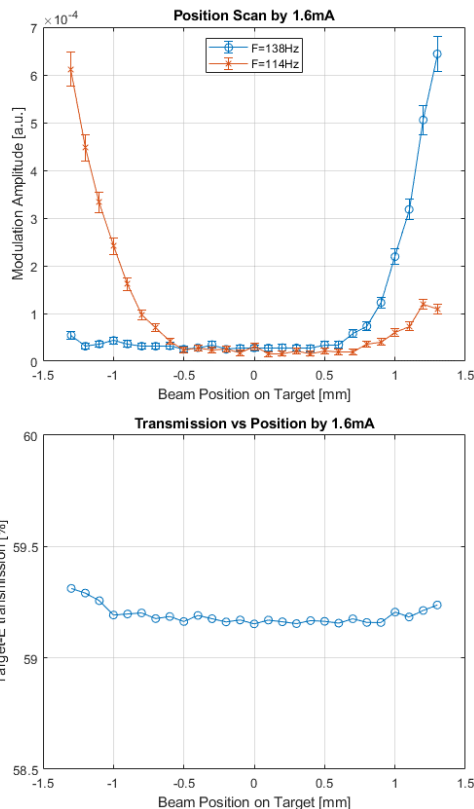 Position Scan by 1.6mA
×10⁻⁴
7
6
5
4
3
2
1
0
Modulation Amplitude [a.u.]
F=138Hz
F=114Hz
-1.5 -1 -0.5 0 0.5 1 1.5
Beam Position on Target [mm]
Transmission vs Position by 1.6mA
60
59.5
59
58.5
Target-E transmission [%]
-1.5 -1 -0.5 0 0.5 1 1.5
Beam Position on Target [mm]